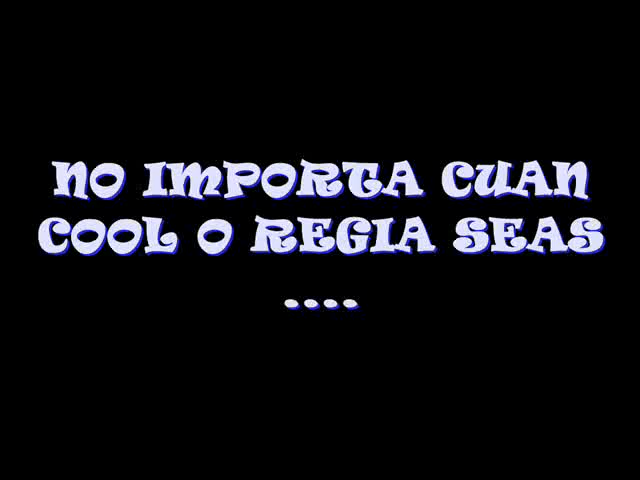 NO IMPORTA CUAN
COOL O REGIA SEAS
....